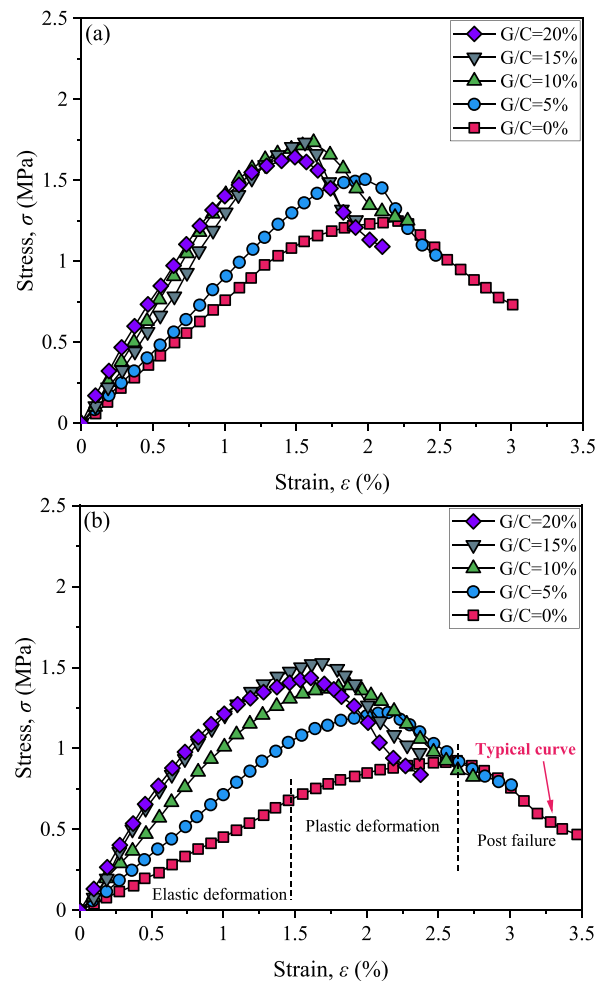 (a)
G/C=20%
G/C=15%
G/C=10%
G/C=5%
G/C=0%
2.5
2
1.5
1
0.5
0
Stress, σ (MPa)
0
0.5
1
1.5
2
2.5
3
3.5
Strain, ε (%)
(b)
G/C=20%
G/C=15%
G/C=10%
G/C=5%
G/C=0%
2.5
2
1.5
1
0.5
0
Stress, σ (MPa)
Typical curve
Plastic deformation
Post failure
Elastic deformation
0
0.5
1
1.5
2
2.5
3
3.5
Strain, ε (%)